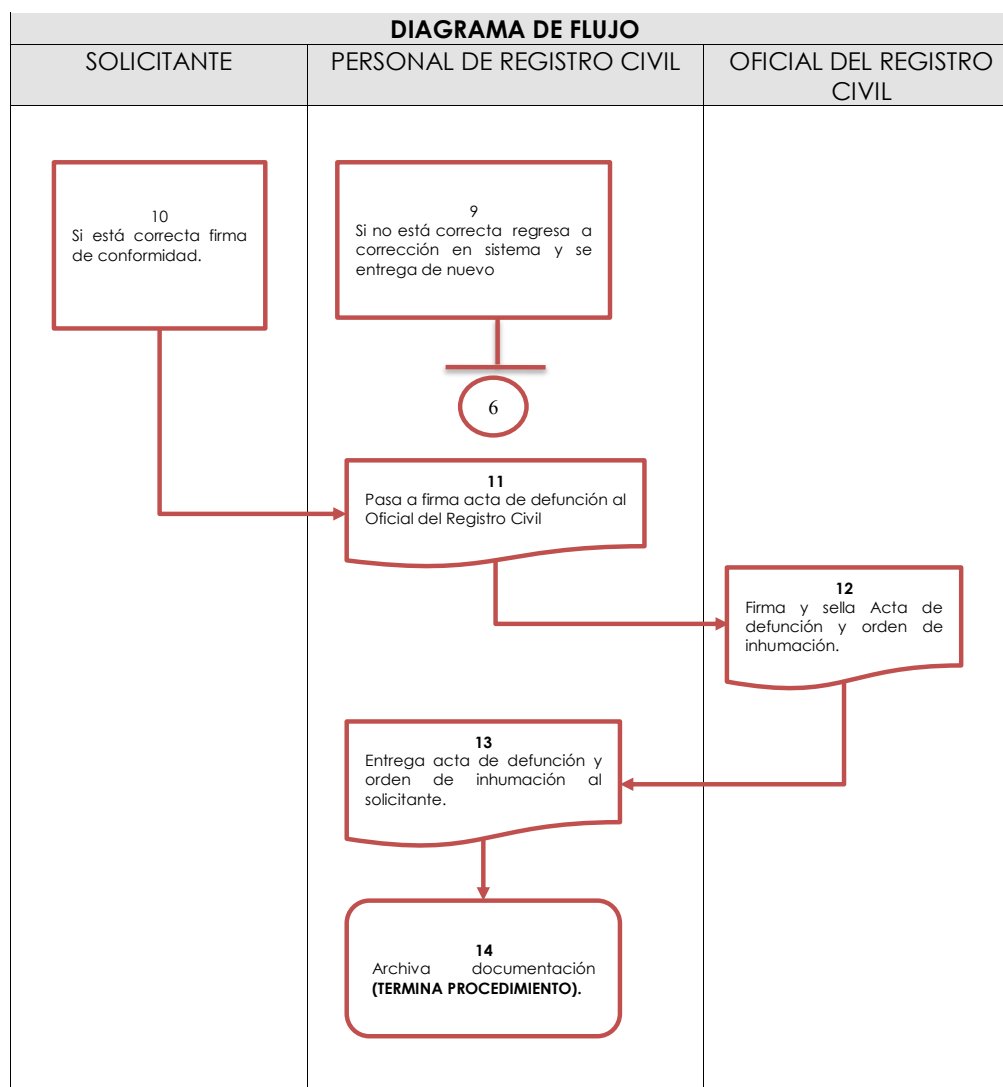 DIAGRAMA DE FLUJO
SOLICITANTE
PERSONAL DE REGISTRO CIVIL
OFICIAL DEL REGISTRO
CIVIL
10
Si está correcta firma
de conformidad.
9
Si no está correcta regresa a
corrección en sistema y se
entrega de nuevo
6
11
Pasa a firma acta de defunción al
Oficial del Registro Civil
12
Firma y sella Acta de
defunción y orden de
inhumación.
13
Entrega acta de defunción y
orden de inhumación al
solicitante.
14
Archiva documentación
(TERMINA PROCEDIMIENTO).